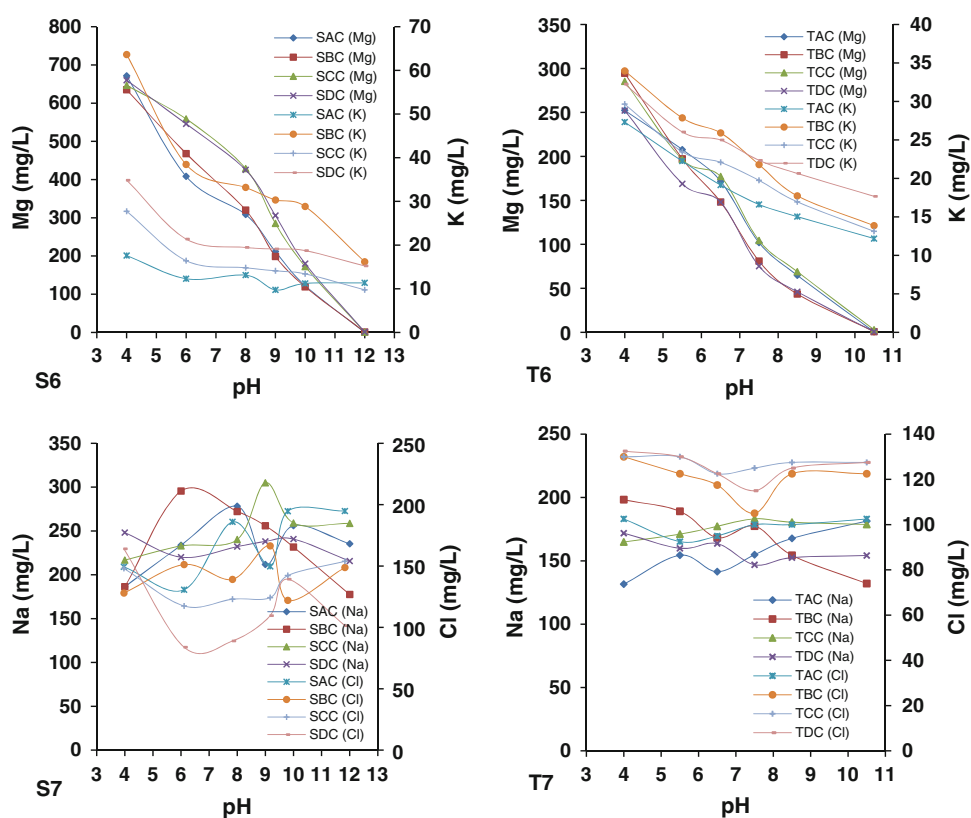 800
700
600
500
400
300
200
100
0
Mg (mg/L)
3 4 5 6 7 8 9 10 11 12 13
pH
S6
70
60
50
40
30
20
10
0
K (mg/L)
SAC (Mg)
SBC (Mg)
SCC (Mg)
SDC (Mg)
SAC (K)
SBC (K)
SCC (K)
SDC (K)
350
300
250
200
150
100
50
0
Mg (mg/L)
3 4 5 6 7 8 9 10 11
pH
T6
40
35
30
25
20
15
10
5
0
K (mg/L)
TAC (Mg)
TBC (Mg)
TCC (Mg)
TDC (Mg)
TAC (K)
TBC (K)
TCC (K)
TDC (K)
350
300
250
200
150
100
50
0
Na (mg/L)
3 4 5 6 7 8 9 10 11 12 13
pH
S7
250
200
150
100
50
0
Cl (mg/L)
SAC (Na)
SBC (Na)
SCC (Na)
SDC (Na)
SAC (Cl)
SBC (Cl)
SCC (Cl)
SDC (Cl)
250
200
150
100
50
0
Na (mg/L)
3 4 5 6 7 8 9 10 11
pH
T7
140
120
100
80
60
40
20
0
Cl (mg/L)
TAC (Na)
TBC (Na)
TCC (Na)
TDC (Na)
TAC (Cl)
TBC (Cl)
TCC (Cl)
TDC (Cl)